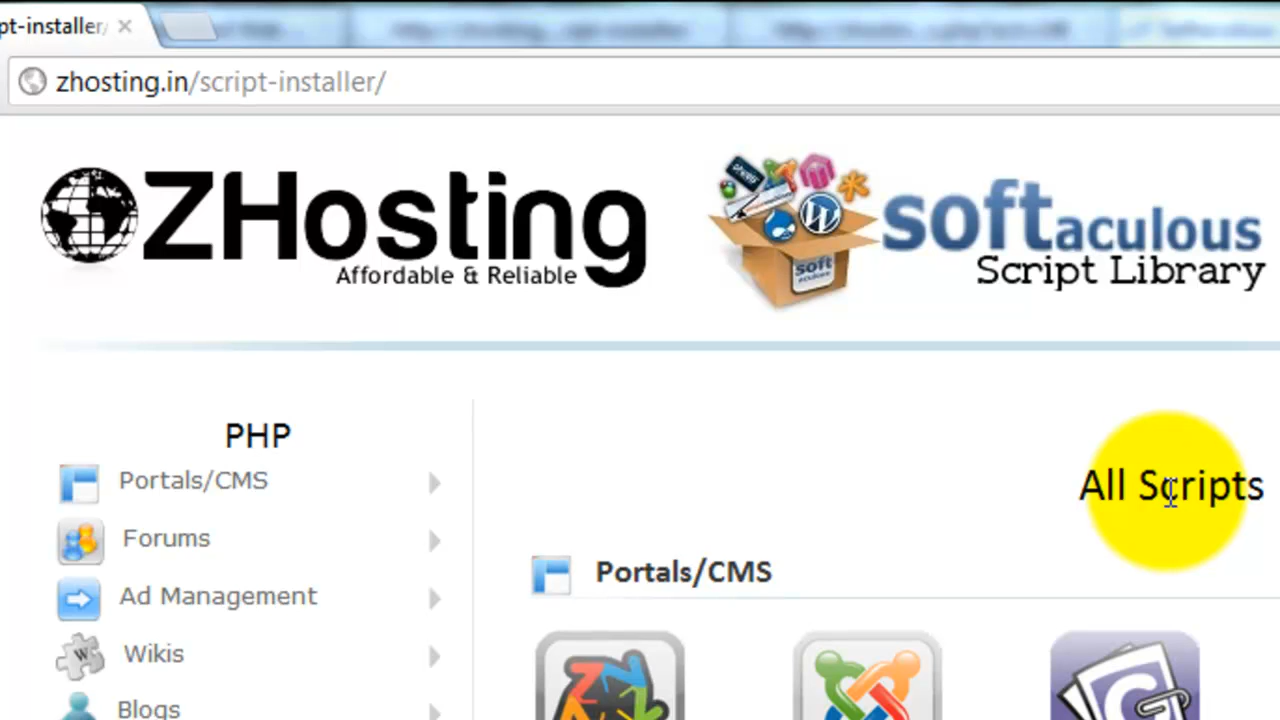 pt-installer/
zhosting.in/script-installer/
ZHosting
Affordable & Reliable
softaculous
Script Library
soft
aculous
PHP
Portals/CMS
Forums
Ad Management
Wikis
Blogs
All Scripts
Portals/CMS